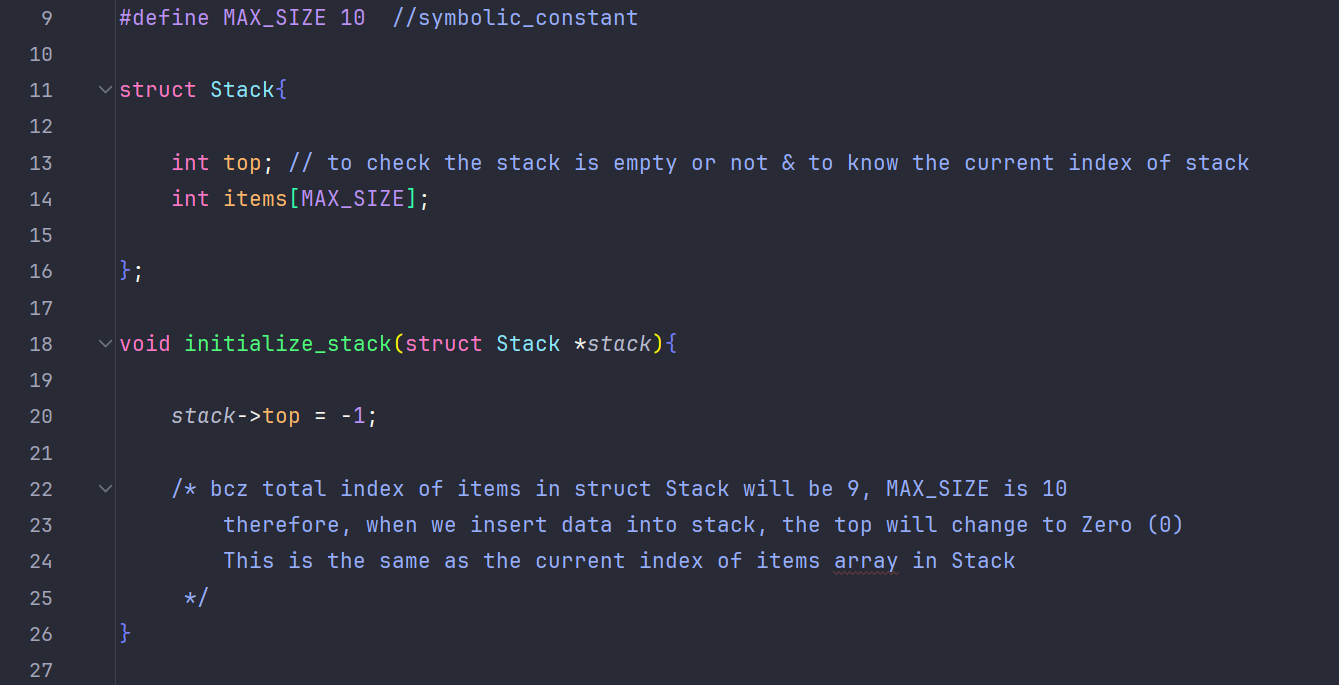 9 #define MAX_SIZE 10  //symbolic_constant
10
11 struct Stack{
12
13     int top; // to check the stack is empty or not & to know the current index of stack
14     int items[MAX_SIZE];
15
16 };
17
18 void initialize_stack(struct Stack *stack){
19
20     stack->top = -1;
21
22     /* bcz total index of items in struct Stack will be 9, MAX_SIZE is 10
23         therefore, when we insert data into stack, the top will change to Zero (0)
24         This is the same as the current index of items array in Stack
25      */
26 }
27